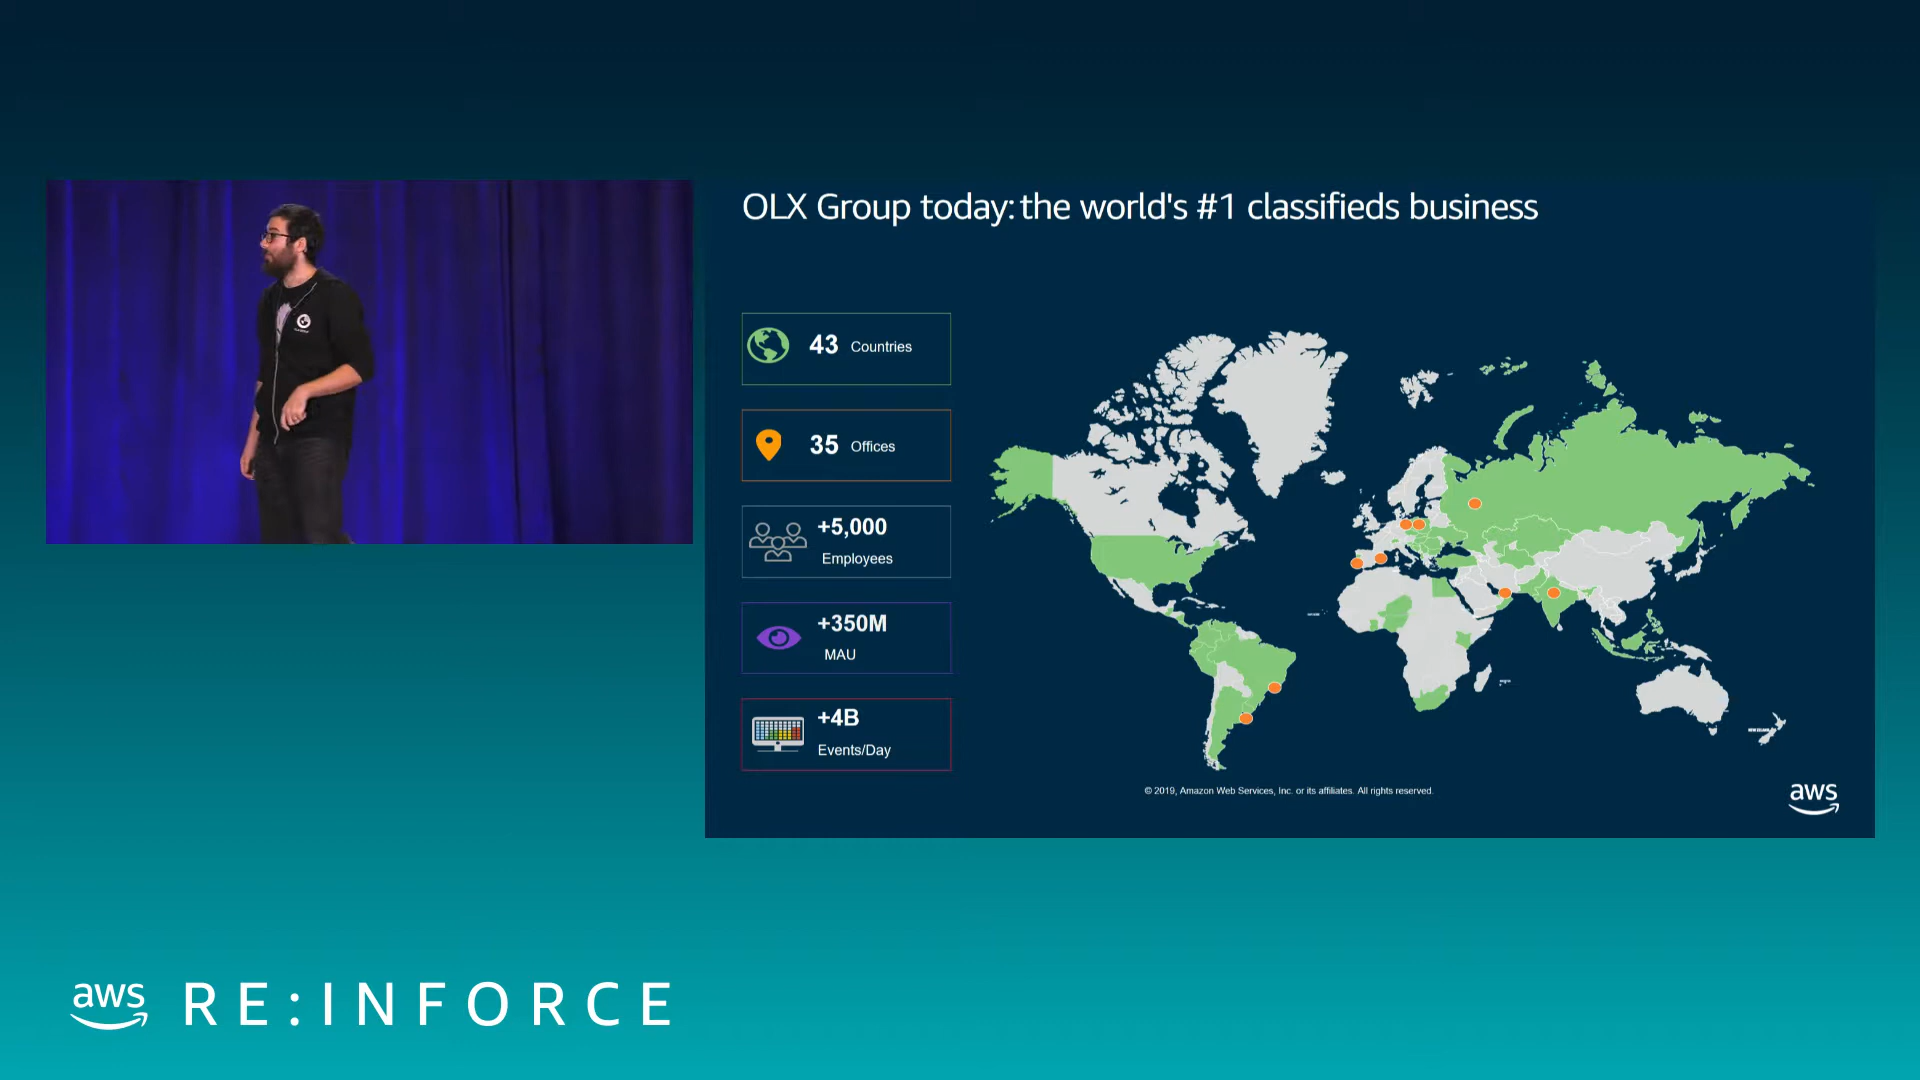 OLX Group today: the world's #1 classifieds business
43 Countries
35 Offices
+5,000
Employees
+350M
MAU
+4B
Events/Day
© 2019, Amazon Web Services, Inc. or its affiliates. All rights reserved.
aws
aws RE:INFORCE